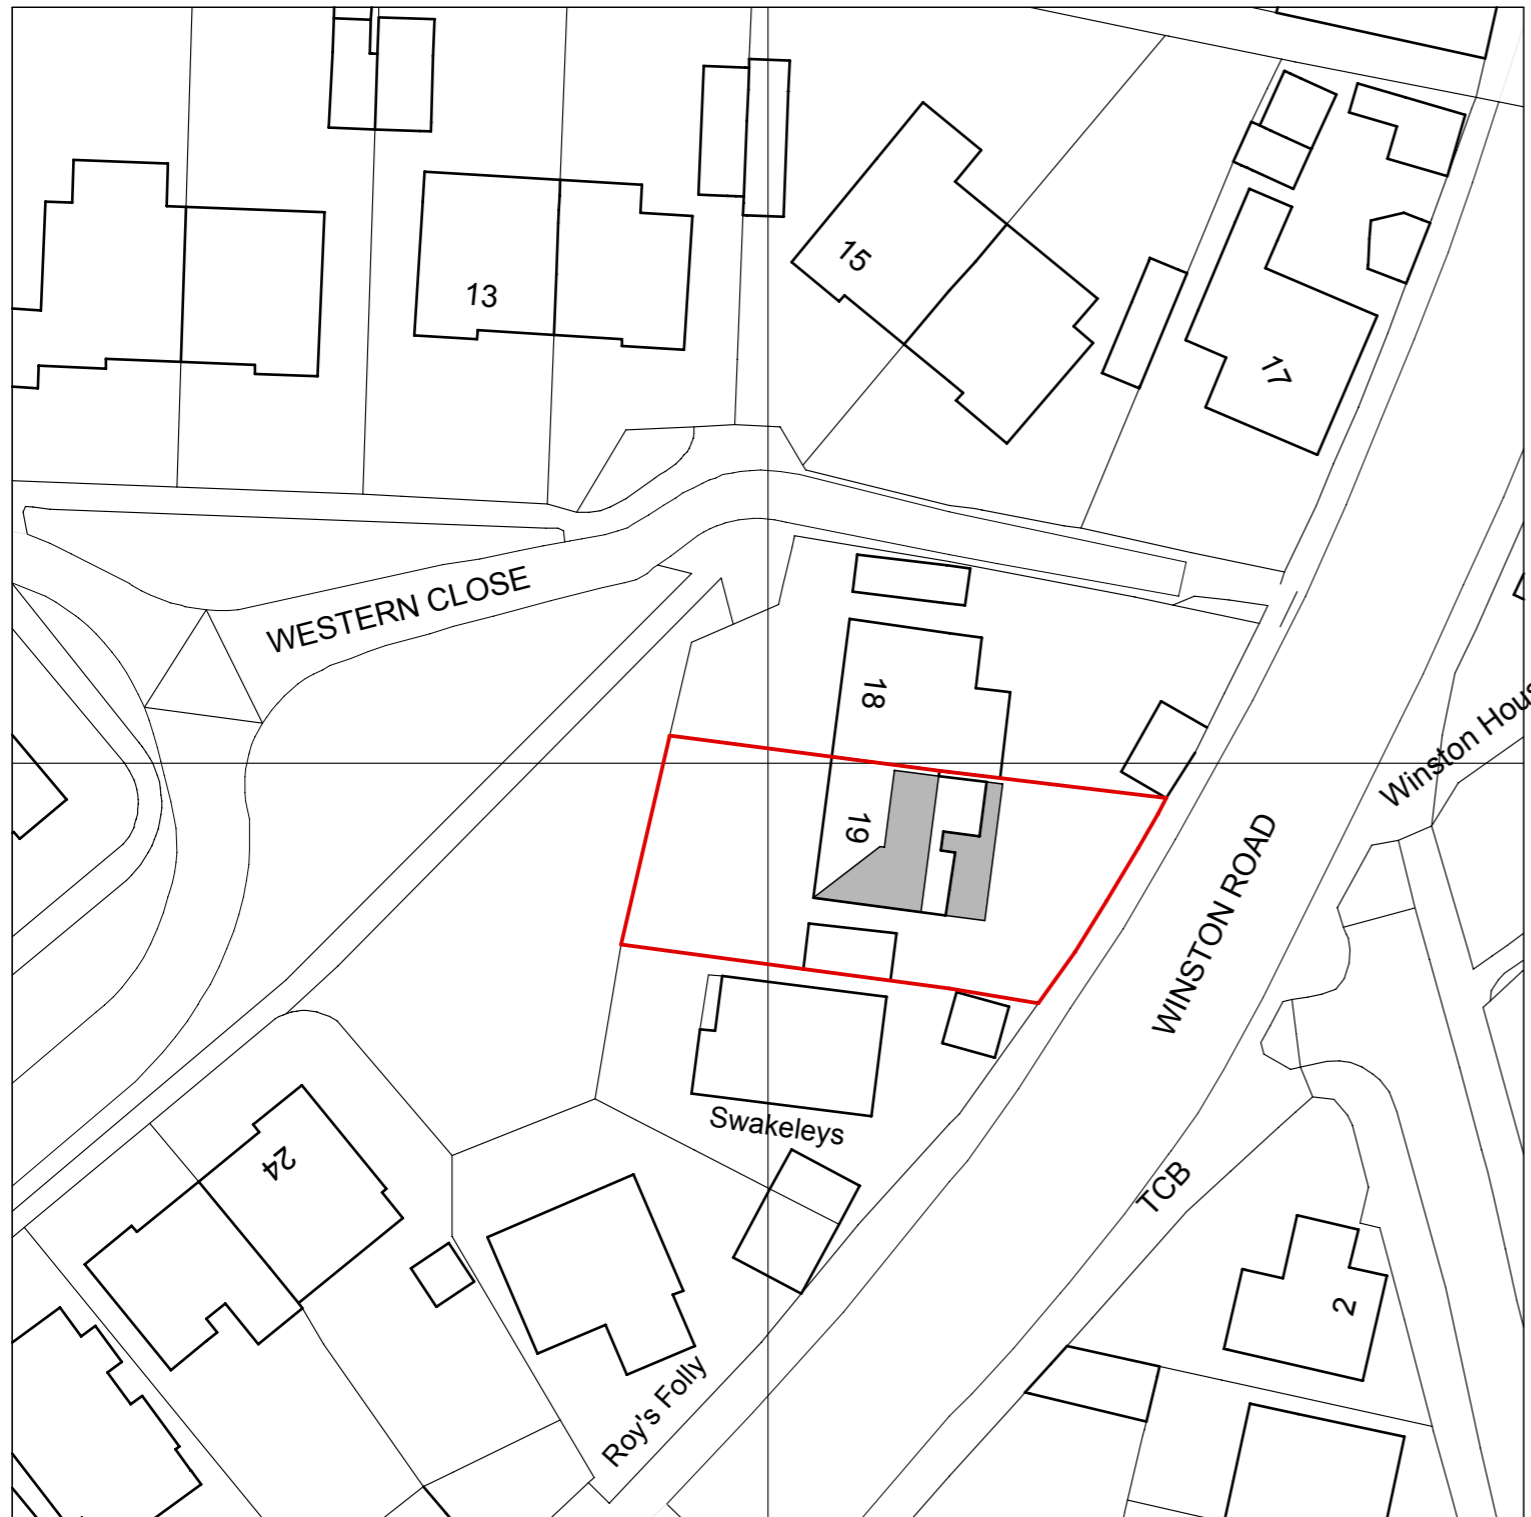 15
13
17
WESTERN CLOSE
18
Winston Hous
19
WINSTON ROAD
Swakeleys
24
TCB
2
Roy's Folly